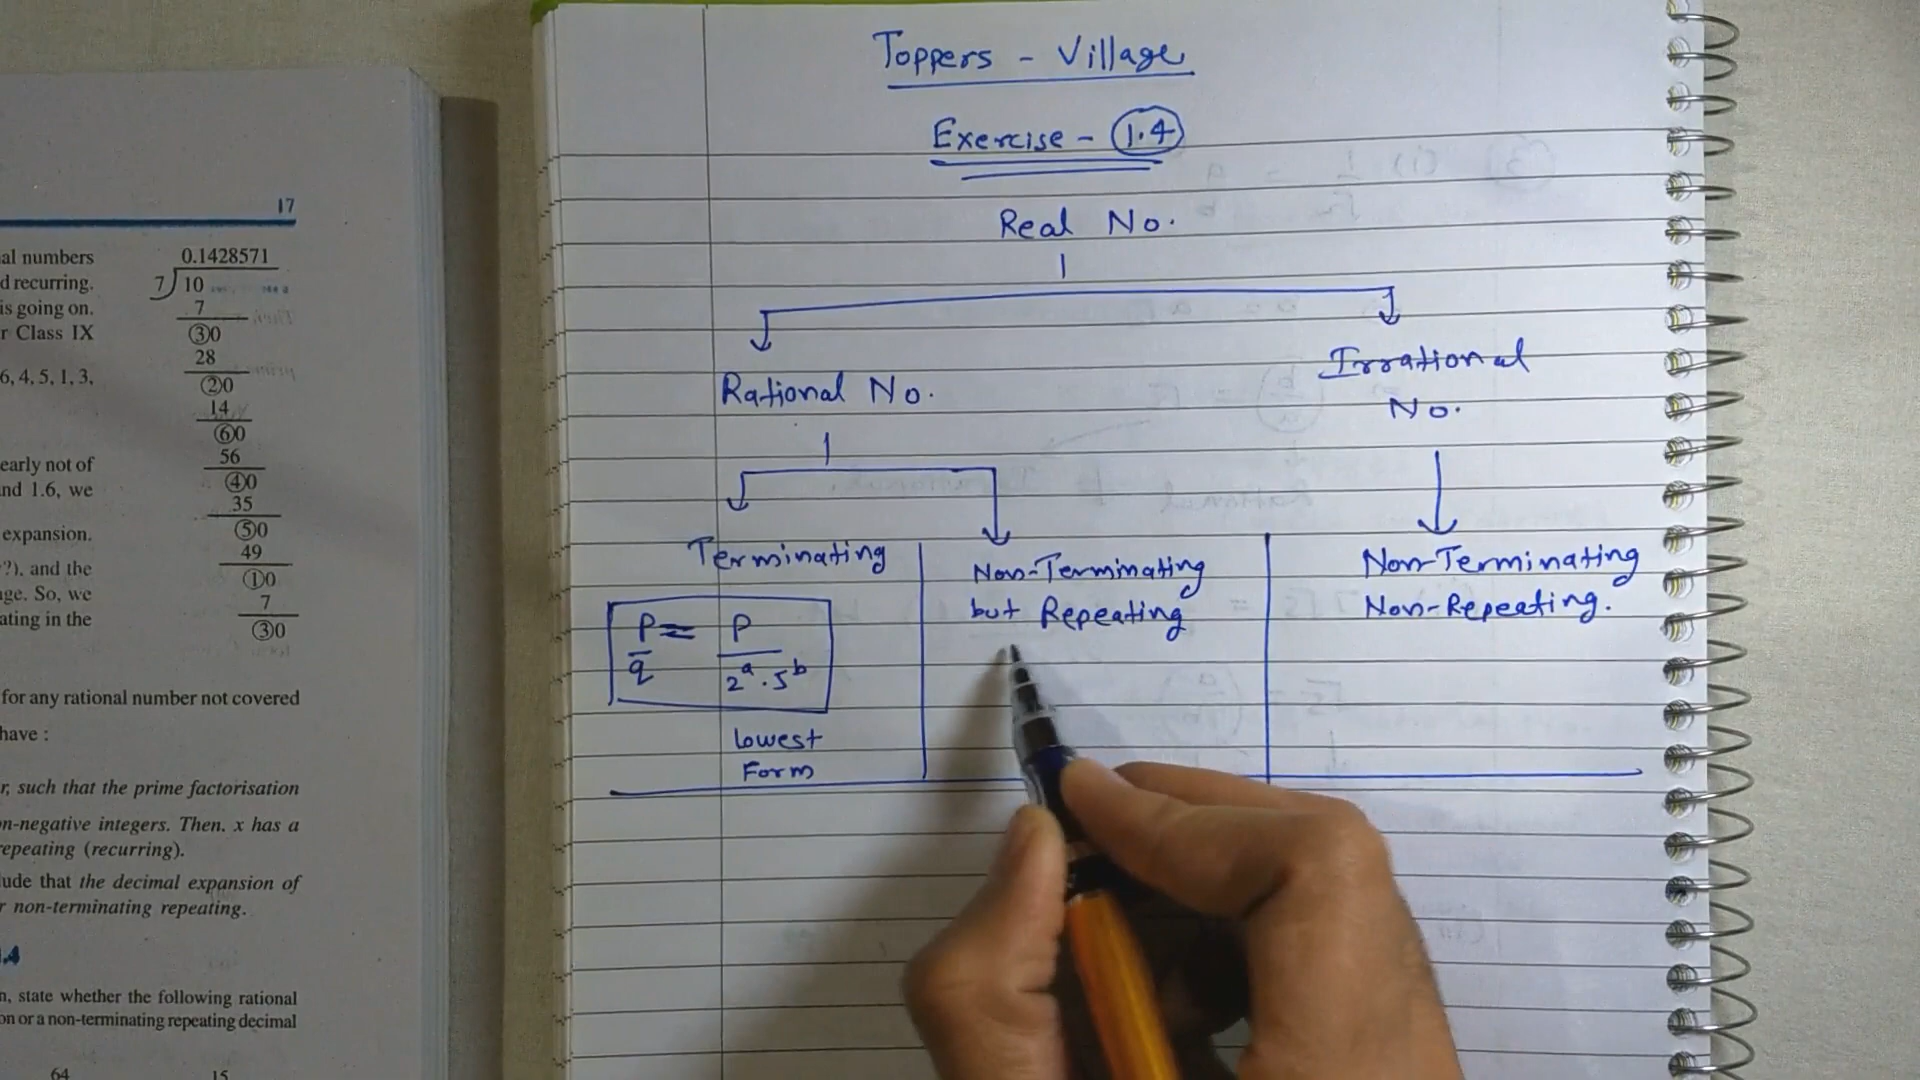 17
al numbers
d recurring.
is going on.
r Class IX
6, 4, 5, 1, 3,
early not of
nd 1.6, we
expansion.
?), and the
age. So, we
ating in the
0.1428571
7 10
7
30
28
20
14
60
56
40
35
50
49
10
7
30
for any rational number not covered
have :
r, such that the prime factorisation
n-negative integers. Then, x has a
repeating (recurring).
ude that the decimal expansion of
r non-terminating repeating.
1.4
n, state whether the following rational
on or a non-terminating repeating decimal
64 15
Toppers - Village
Exercise - 1.4
Real No.
Rational No.
Irrational
No.
Terminating
p/q = p/2^a . 5^b
Lowest
Form
Non-Terminating
but Repeating
Non-Terminating
Non-Repeating.